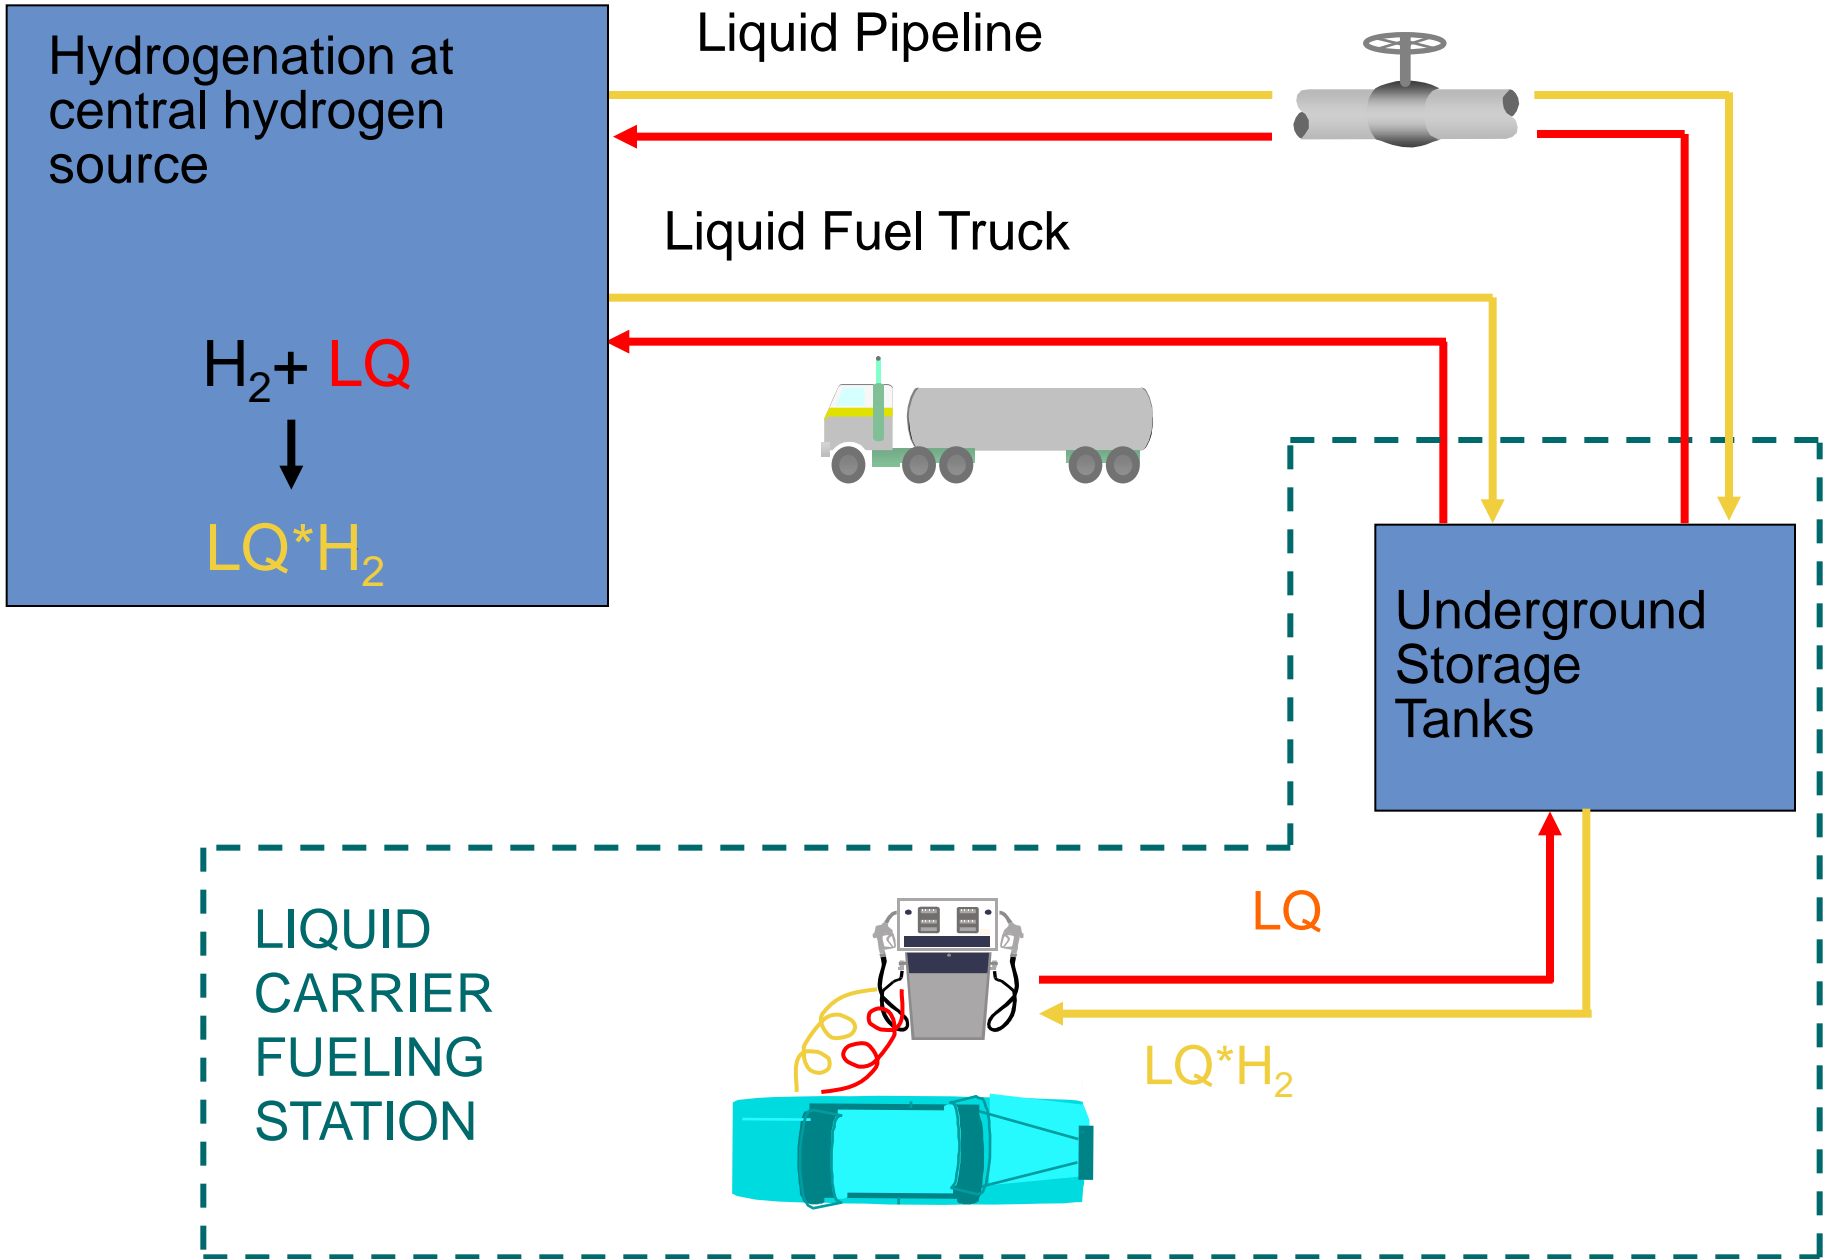 Liquid Pipeline
Hydrogenation at
central hydrogen
source
Liquid Fuel Truck
H₂+ LQ
LQ*H₂
Underground
Storage
Tanks
LIQUID
CARRIER
FUELING
STATION
LQ
LQ*H₂